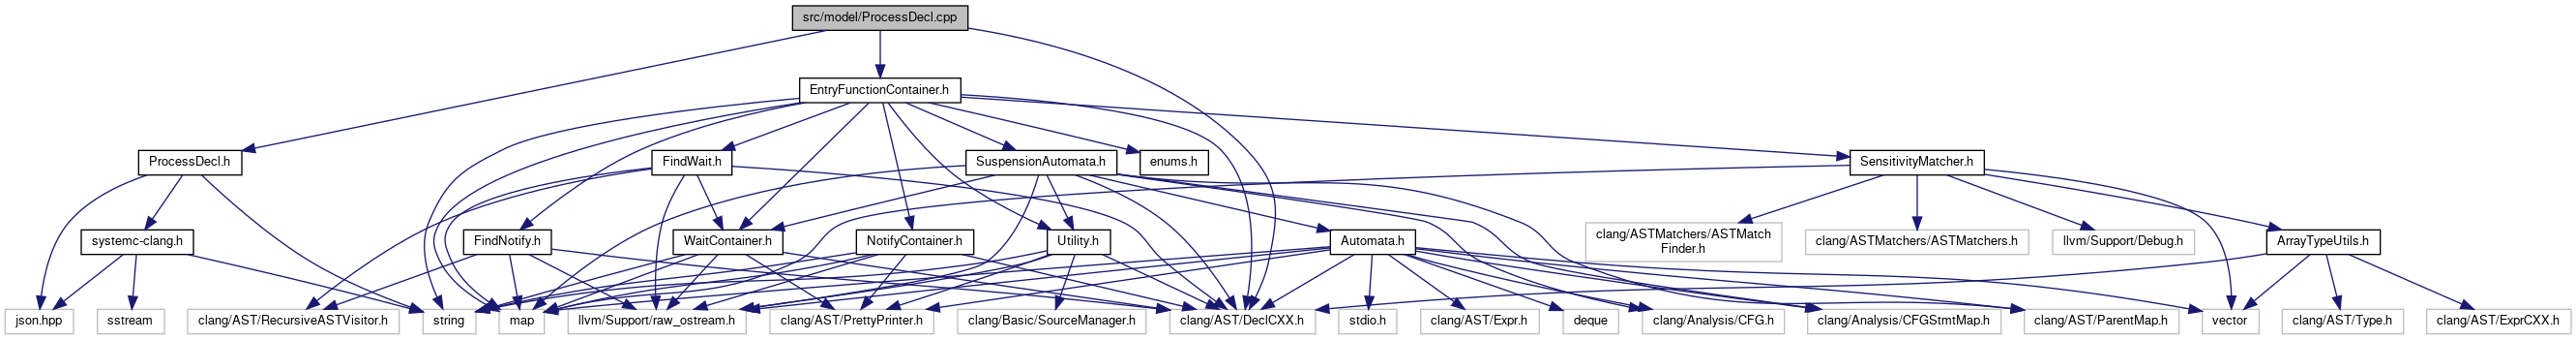 src/model/ProcessDecl.cpp
EntryFunctionContainer.h
ProcessDecl.h
FindWait.h
SuspensionAutomata.h
enums.h
SensitivityMatcher.h
systemc-clang.h
FindNotify.h
WaitContainer.h
NotifyContainer.h
Utility.h
Automata.h
clang/ASTMatchers/ASTMatch
Finder.h
clang/ASTMatchers/ASTMatchers.h
llvm/Support/Debug.h
ArrayTypeUtils.h
json.hpp
sstream
clang/AST/RecursiveASTVisitor.h
string
map
llvm/Support/raw_ostream.h
clang/AST/PrettyPrinter.h
clang/Basic/SourceManager.h
clang/AST/DeclCXX.h
stdio.h
clang/AST/Expr.h
deque
clang/Analysis/CFG.h
clang/Analysis/CFGStmtMap.h
clang/AST/ParentMap.h
vector
clang/AST/Type.h
clang/AST/ExprCXX.h